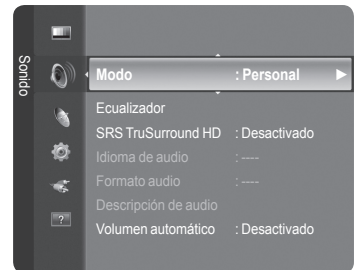 Sonido
Modo : Personal ►
Ecualizador
SRS TruSurround HD : Desactivado
Idioma de audio : ----
Formato audio : ----
Descripción de audio
Volumen automático : Desactivado
?